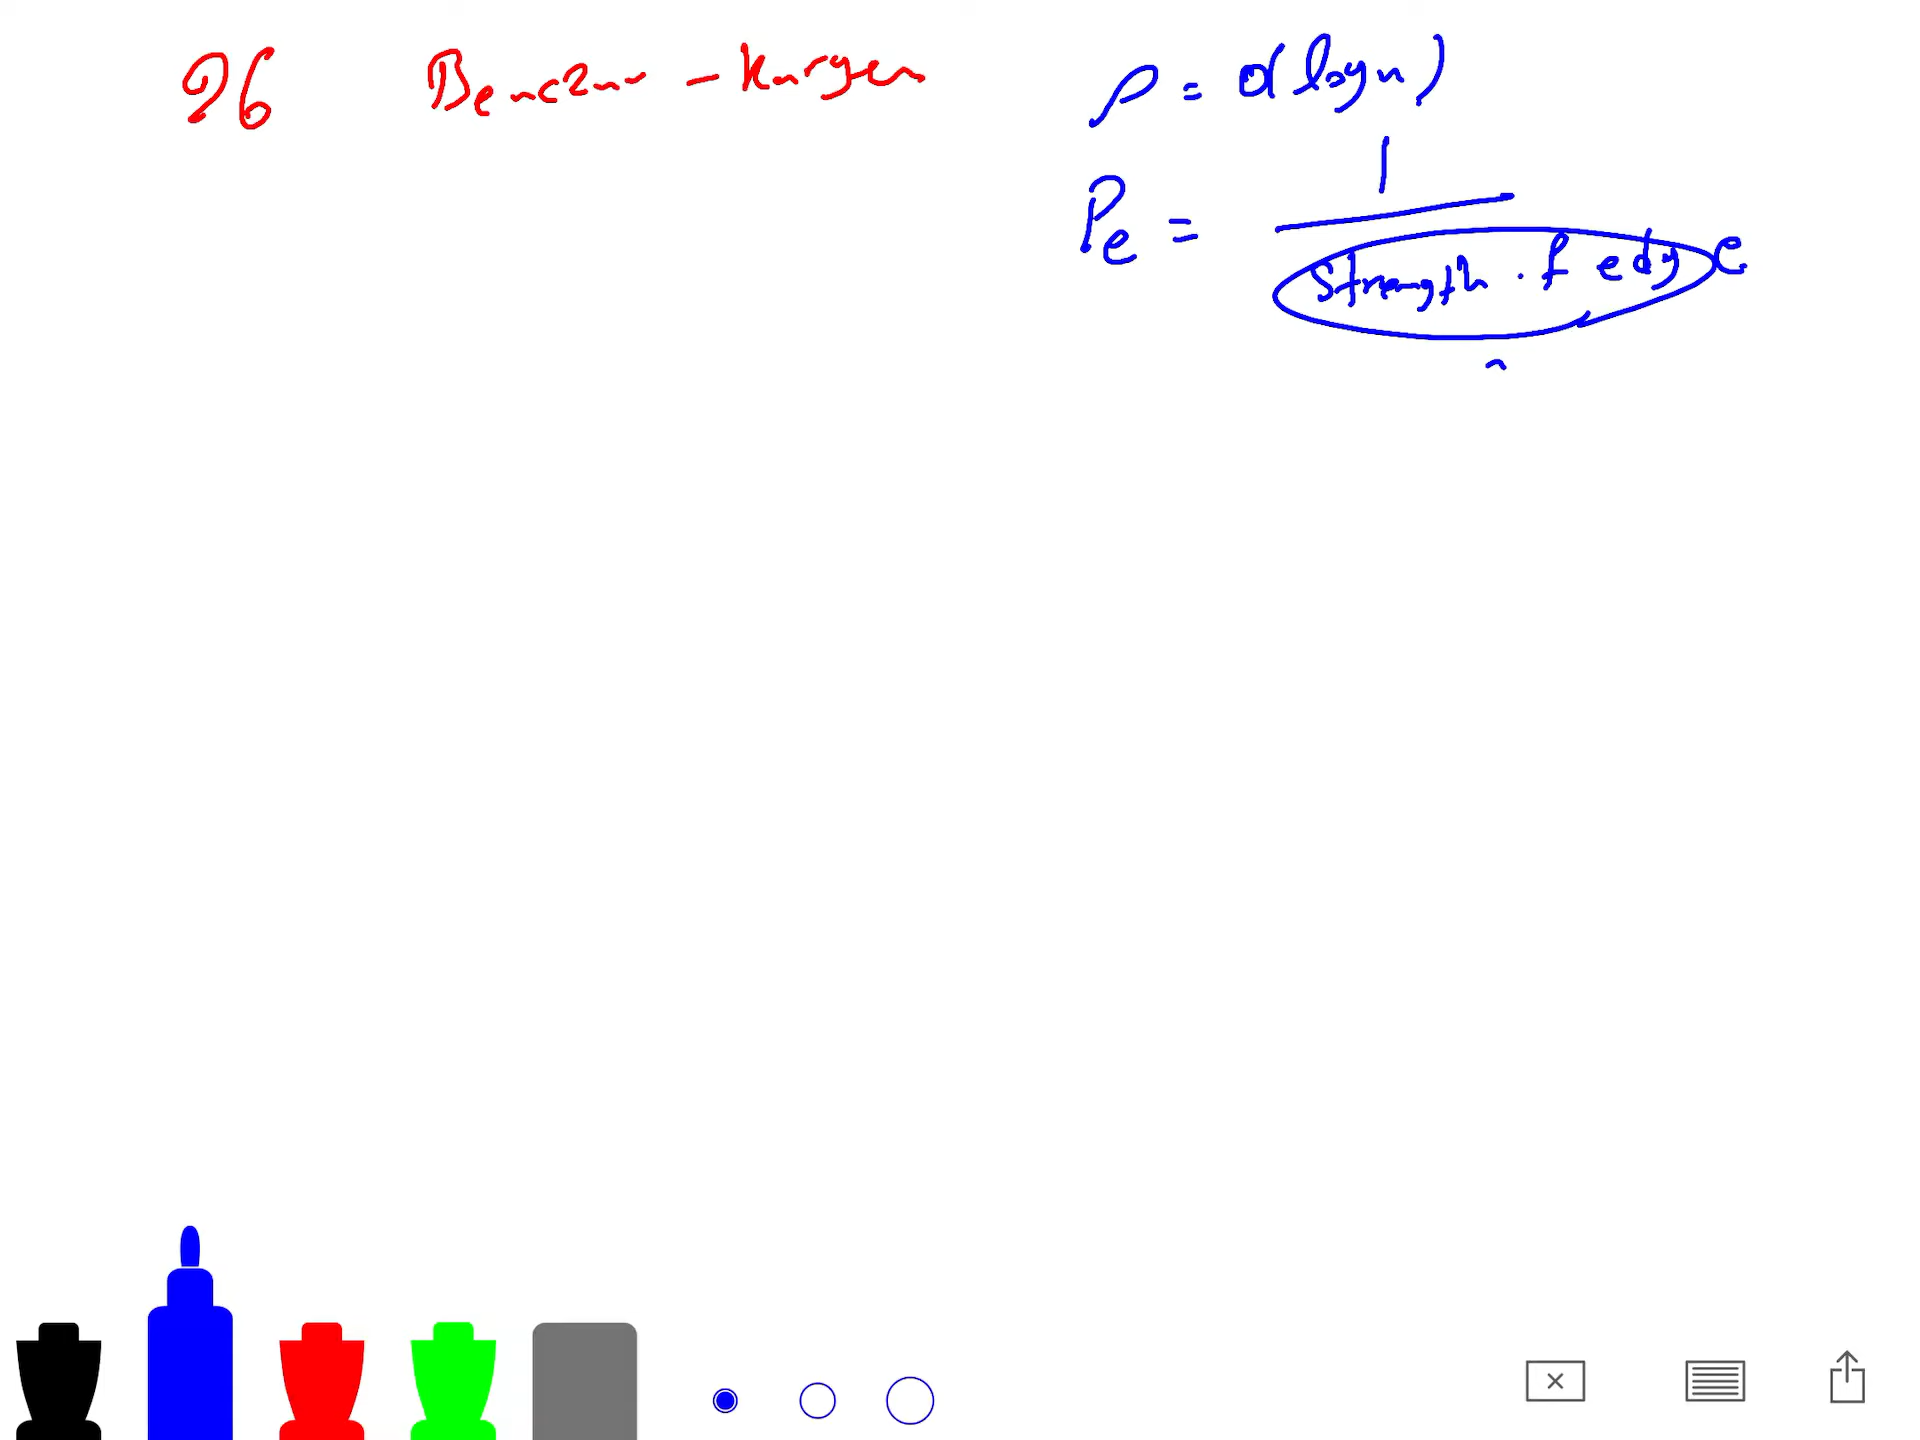 96 Benczur - Karger
ρ = O(log n)
Pe = 1
strength of edge e